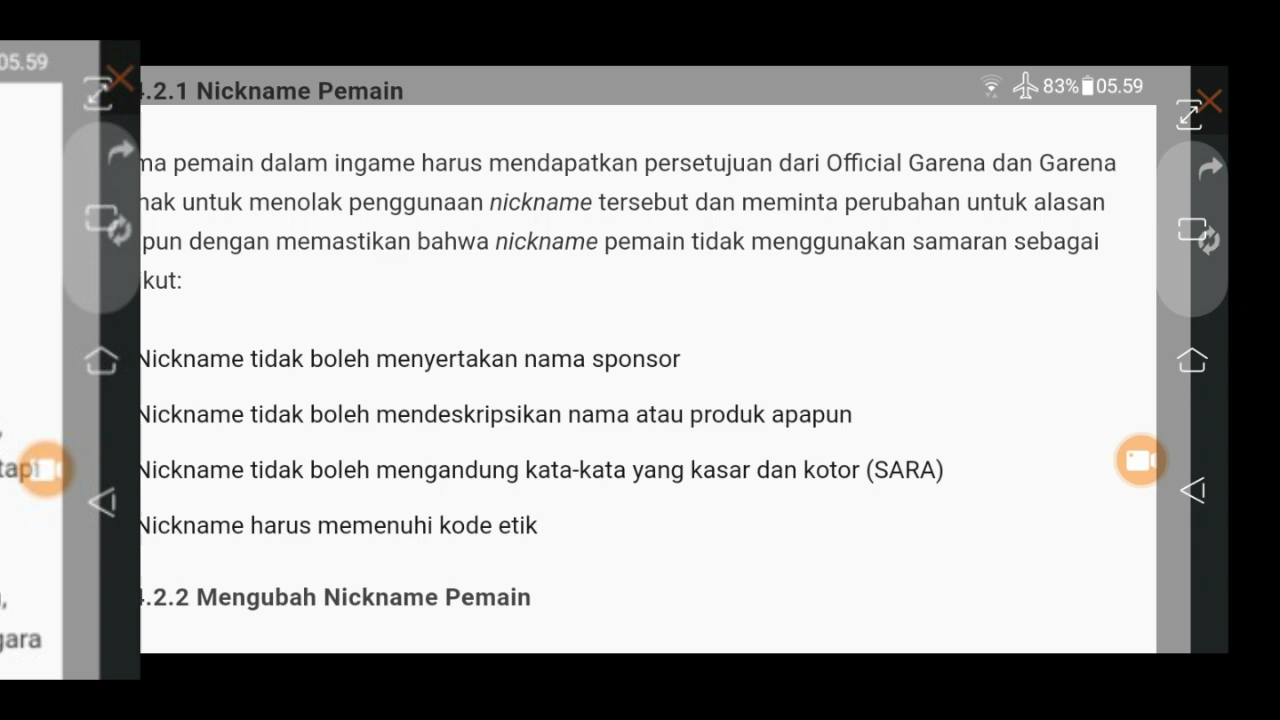 05.59
.2.1 Nickname Pemain
83% 05.59
ma pemain dalam ingame harus mendapatkan persetujuan dari Official Garena dan Garena
hak untuk menolak penggunaan nickname tersebut dan meminta perubahan untuk alasan
pun dengan memastikan bahwa nickname pemain tidak menggunakan samaran sebagai
kut:
Nickname tidak boleh menyertakan nama sponsor
Nickname tidak boleh mendeskripsikan nama atau produk apapun
tapi
Nickname tidak boleh mengandung kata-kata yang kasar dan kotor (SARA)
Nickname harus memenuhi kode etik
.2.2 Mengubah Nickname Pemain
gara